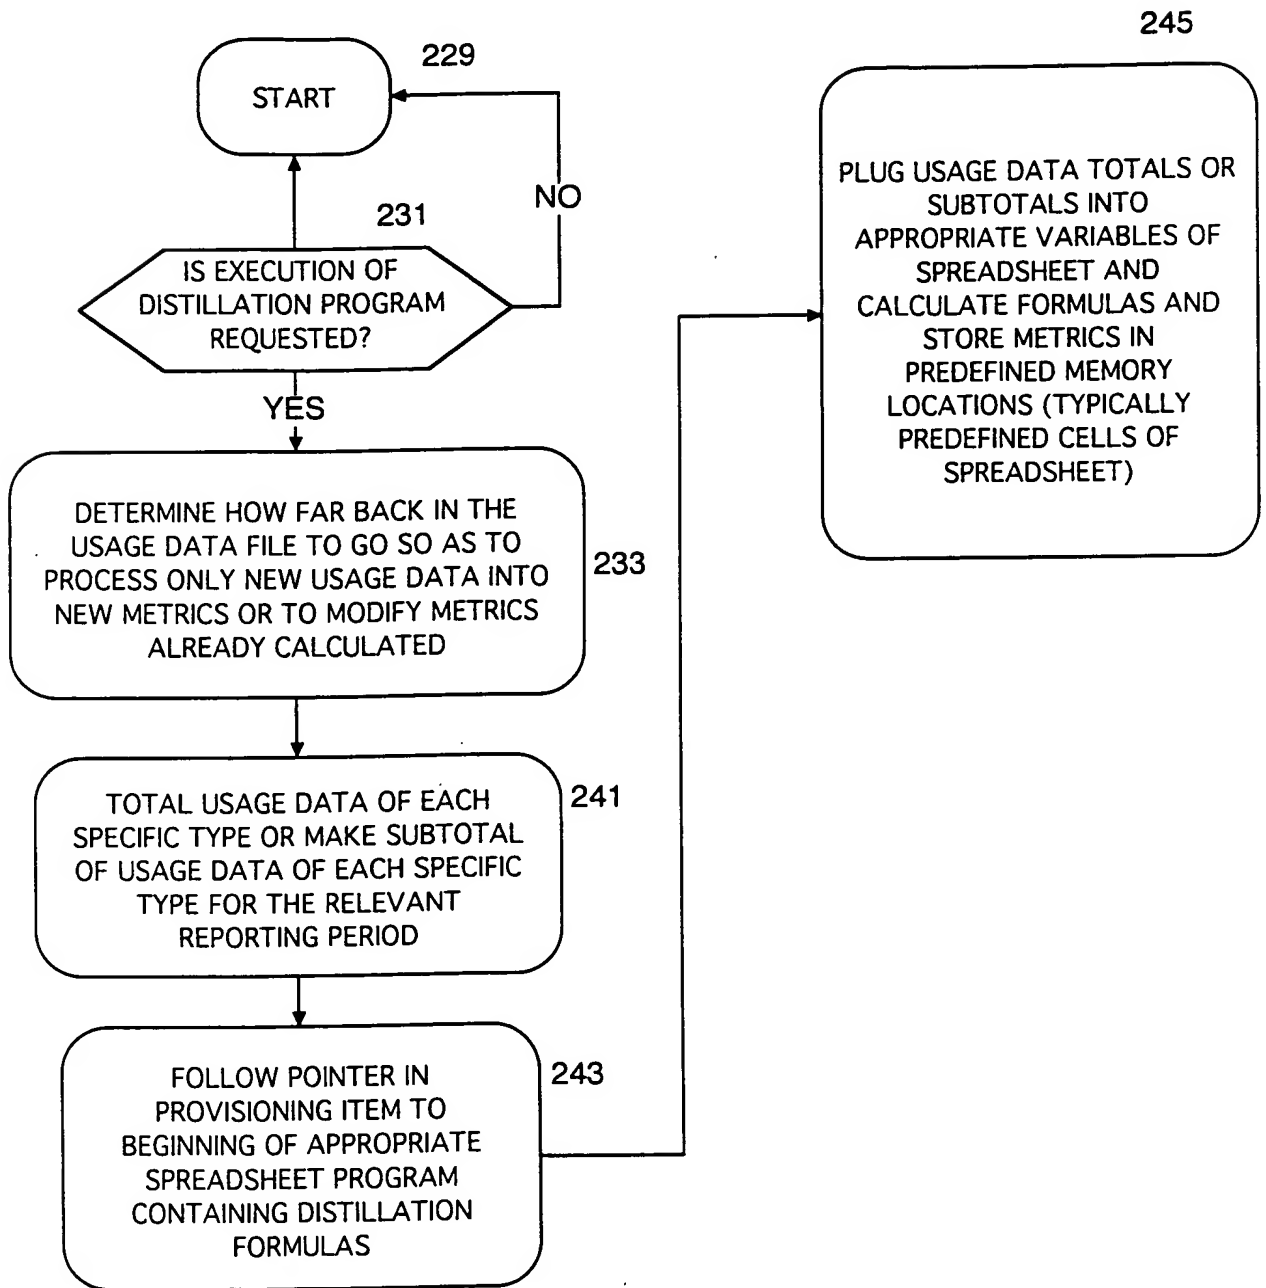 229
START
NO
231
IS EXECUTION OF
DISTILLATION PROGRAM
REQUESTED?
YES
DETERMINE HOW FAR BACK IN THE
USAGE DATA FILE TO GO SO AS TO
PROCESS ONLY NEW USAGE DATA INTO
NEW METRICS OR TO MODIFY METRICS
ALREADY CALCULATED
233
TOTAL USAGE DATA OF EACH
SPECIFIC TYPE OR MAKE SUBTOTAL
OF USAGE DATA OF EACH SPECIFIC
TYPE FOR THE RELEVANT
REPORTING PERIOD
241
FOLLOW POINTER IN
PROVISIONING ITEM TO
BEGINNING OF APPROPRIATE
SPREADSHEET PROGRAM
CONTAINING DISTILLATION
FORMULAS
243
245
PLUG USAGE DATA TOTALS OR
SUBTOTALS INTO
APPROPRIATE VARIABLES OF
SPREADSHEET AND
CALCULATE FORMULAS AND
STORE METRICS IN
PREDEFINED MEMORY
LOCATIONS (TYPICALLY
PREDEFINED CELLS OF
SPREADSHEET)